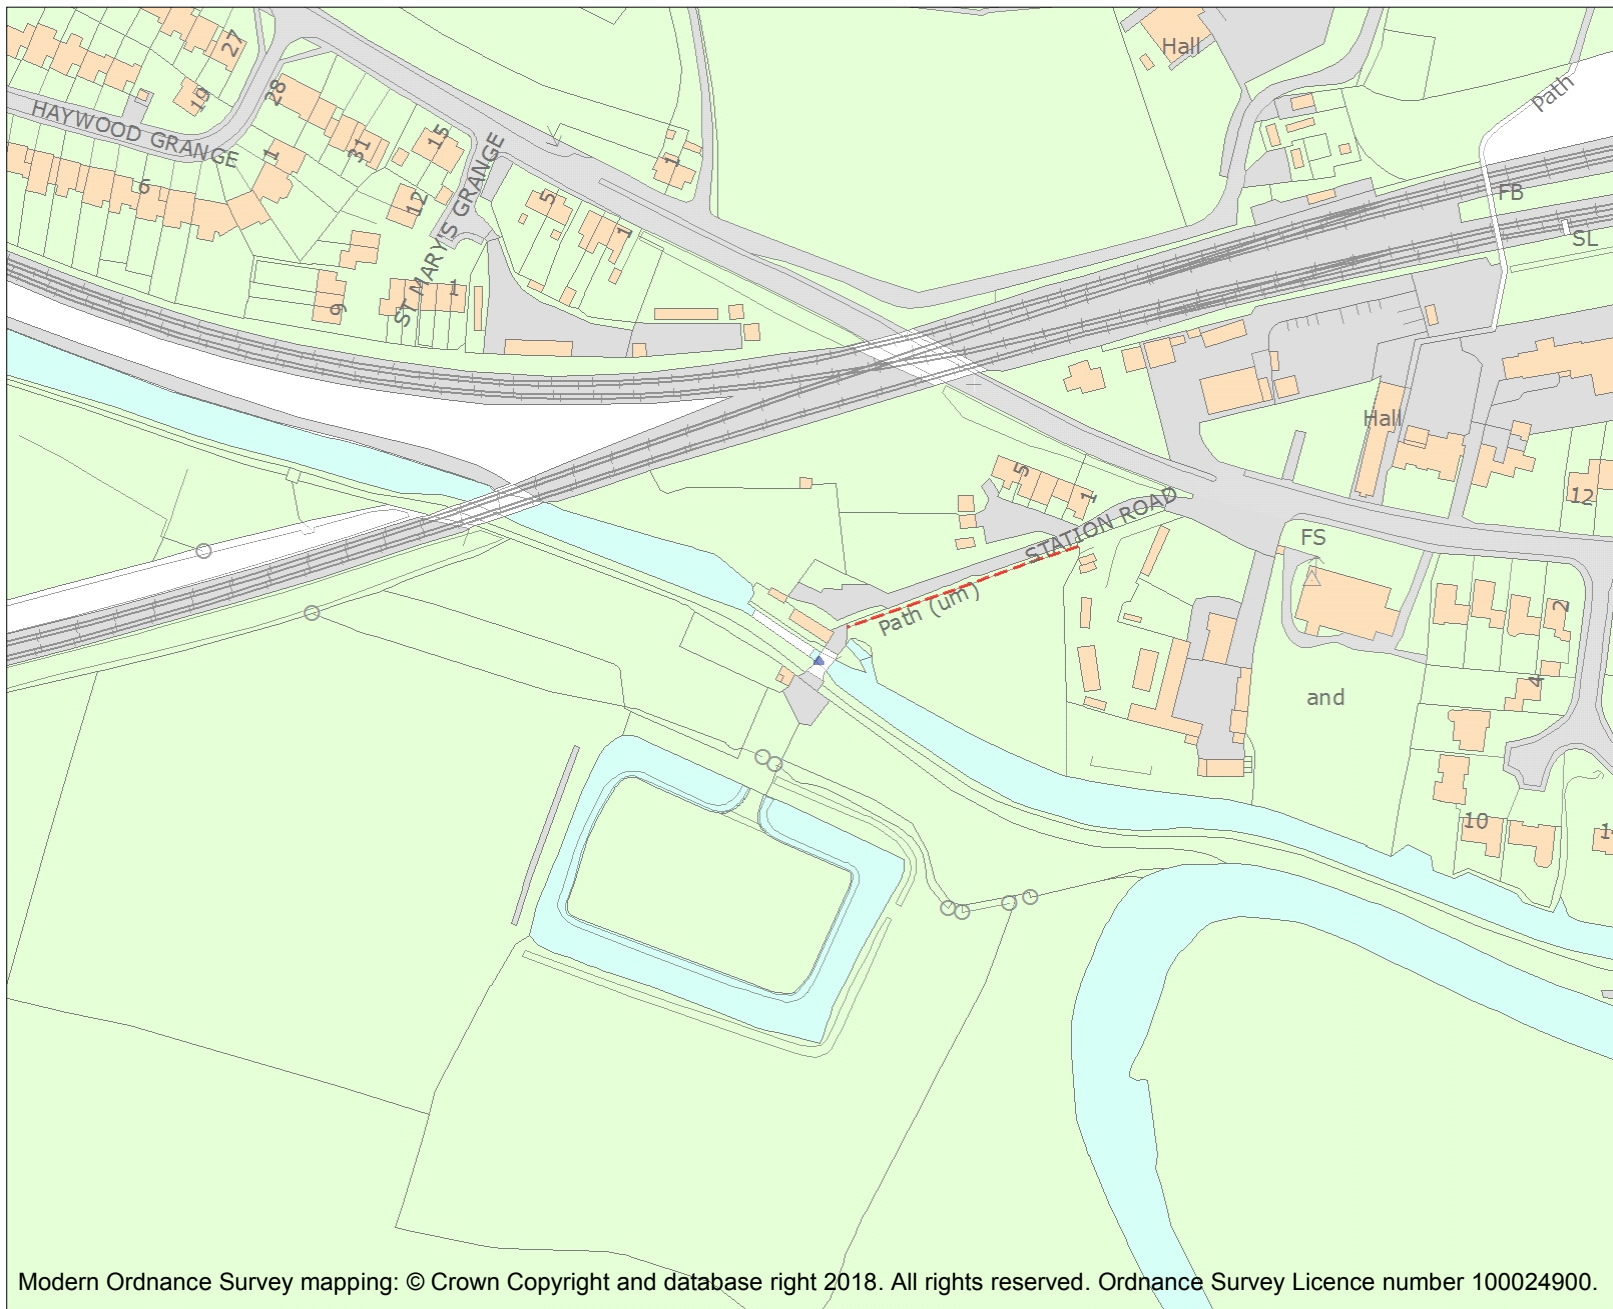 Hall
27
19
28
Path
HAYWOOD GRANGE
15
31
1
1
6
12
ST MARY'S GRANGE
5
1
FB
SL
9
1
Hall
5
1
12
STATION ROAD
FS
Path (um)
2
and
4
10
1
Modern Ordnance Survey mapping: © Crown Copyright and database right 2018. All rights reserved. Ordnance Survey Licence number 100024900.